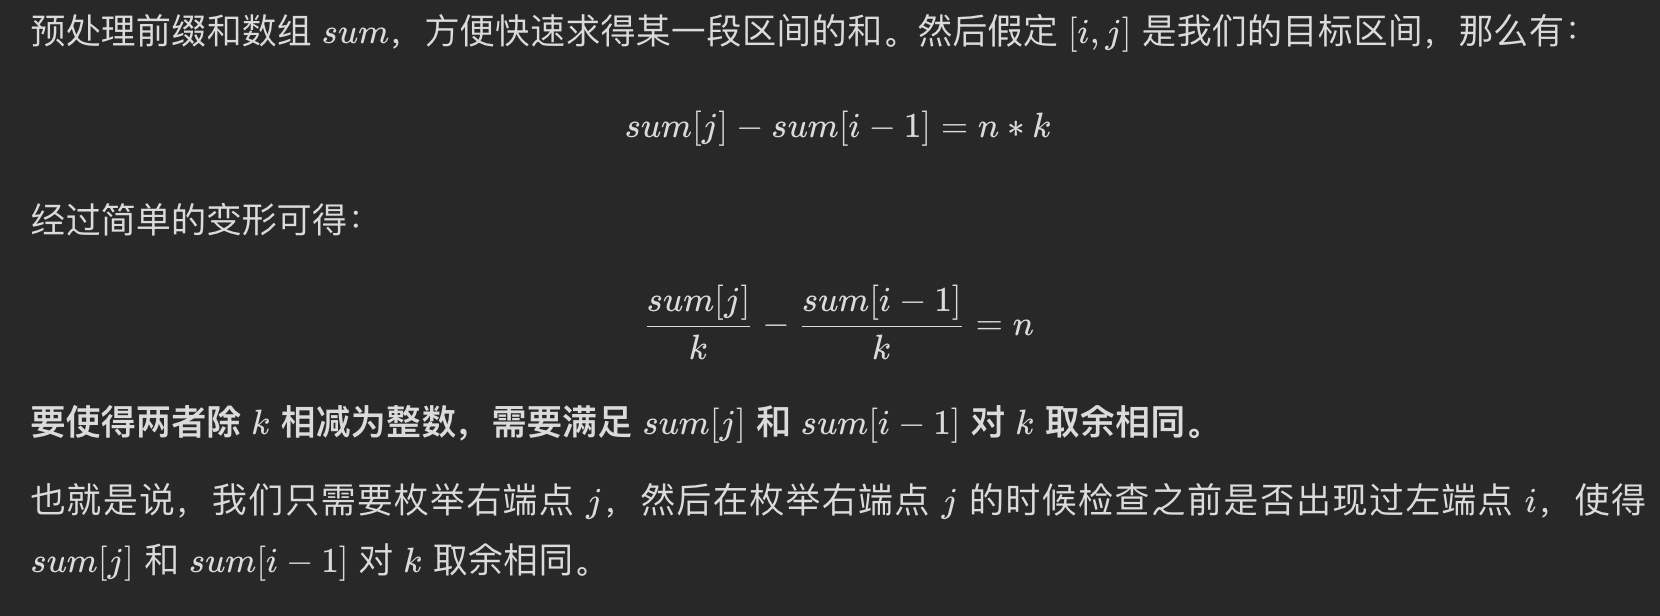 预处理前缀和数组 sum，方便快速求得某一段区间的和。然后假定 [i, j] 是我们的目标区间，那么有：
sum[j] − sum[i − 1] = n ∗ k
经过简单的变形可得：
\frac{sum[j]}{k} − \frac{sum[i − 1]}{k} = n
要使得两者除 k 相减为整数，需要满足 sum[j] 和 sum[i − 1] 对 k 取余相同。
也就是说，我们只需要枚举右端点 j，然后在枚举右端点 j 的时候检查之前是否出现过左端点 i，使得
sum[j] 和 sum[i − 1] 对 k 取余相同。